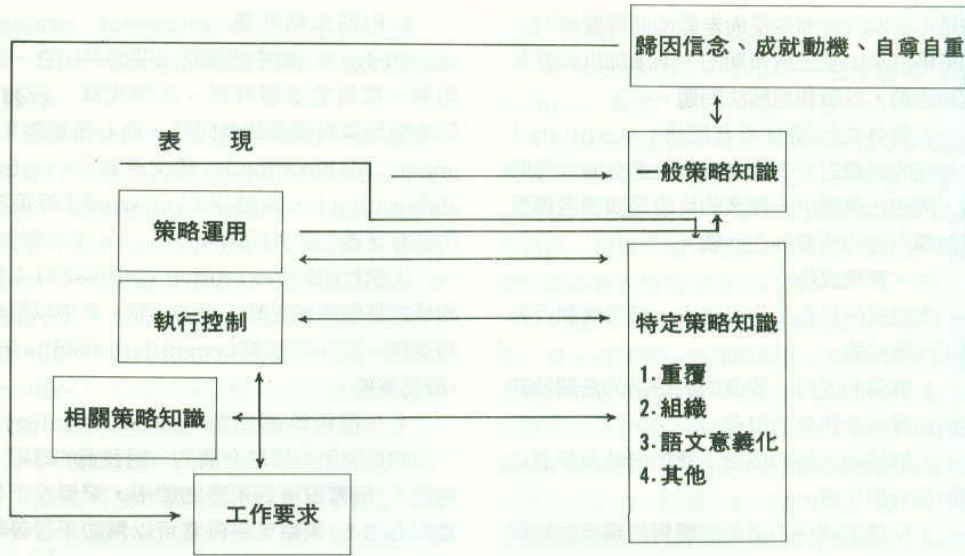 歸因信念、成就動機、自尊自重
表　現
一般策略知識
策略運用
執行控制
特定策略知識
1. 重覆
2. 組織
3. 語文意義化
4. 其他
相關策略知識
工作要求